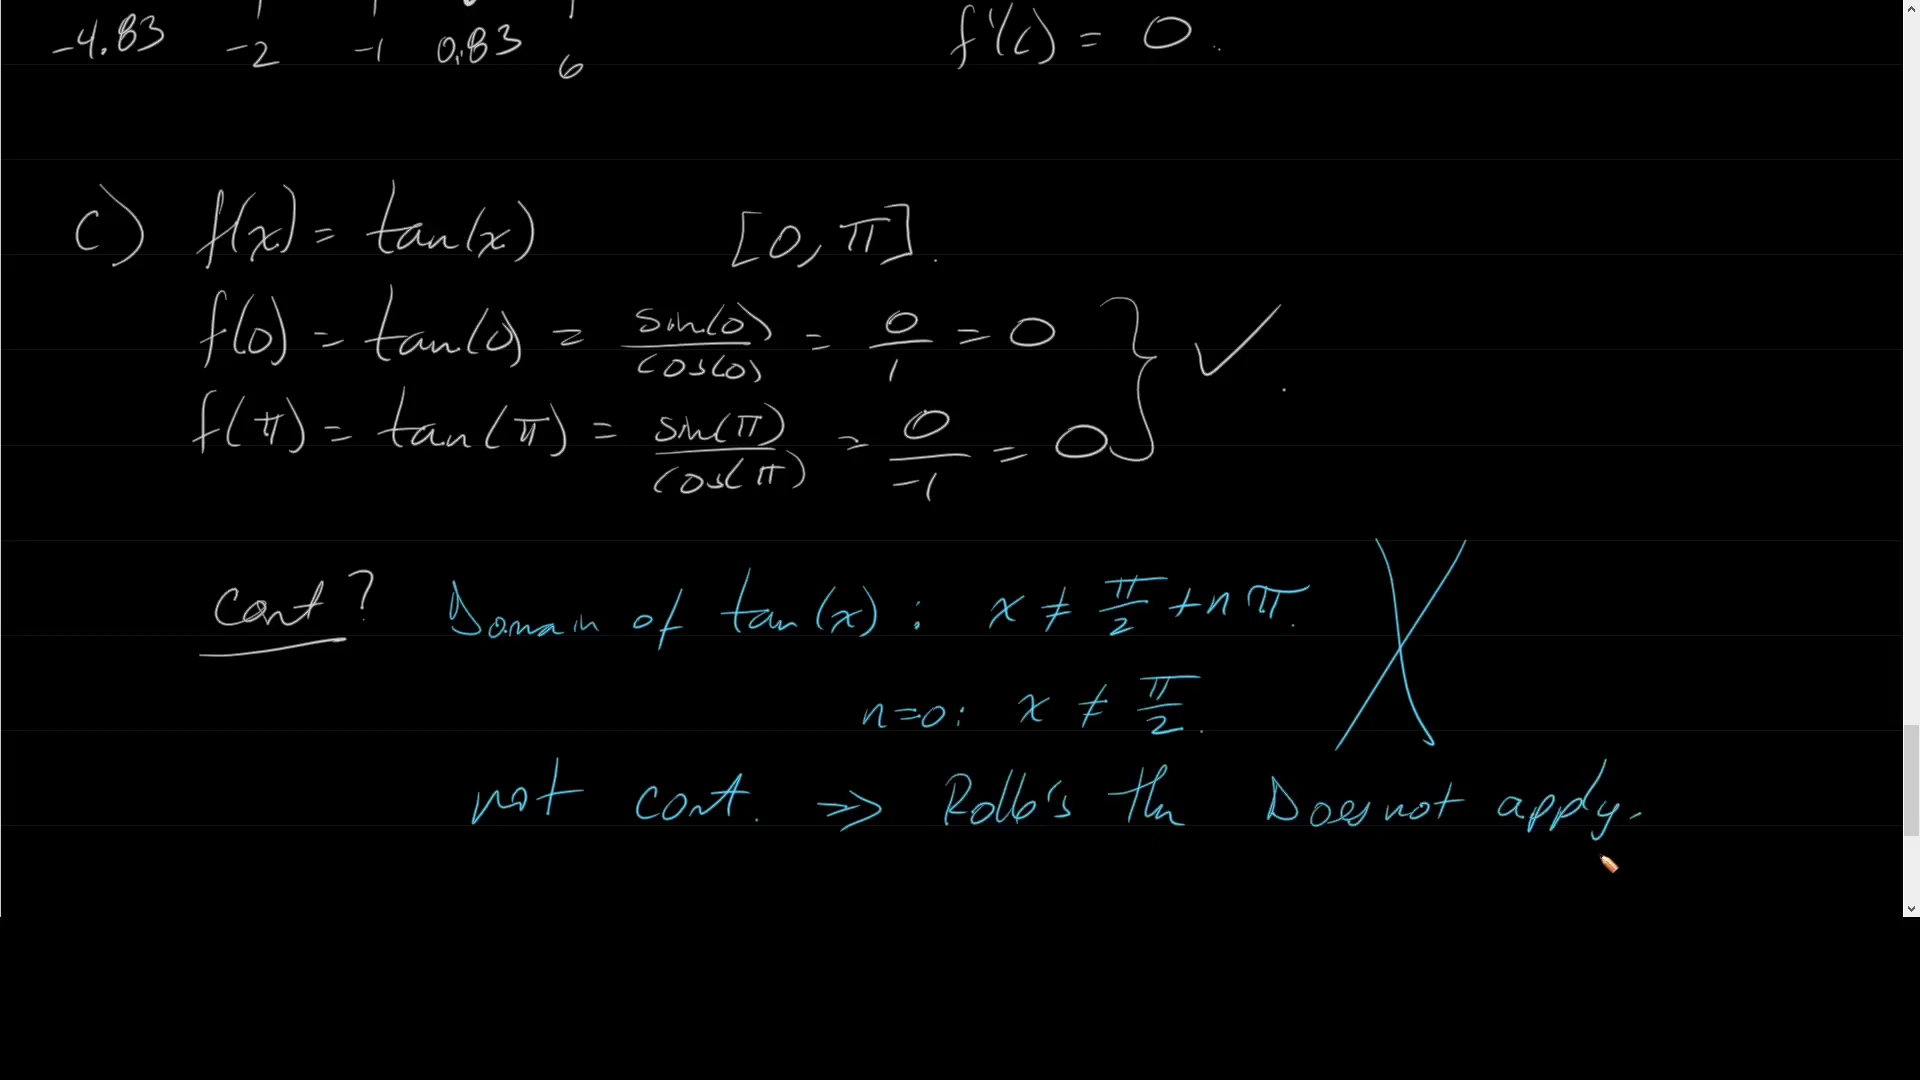 -4.83 -2 -1 0.83 6 f'(c) = 0.
c) f(x) = tan(x) [0, π].
f(0) = tan(0) = sin(0)/cos(0) = 0/1 = 0 } ✓.
f(π) = tan(π) = sin(π)/cos(π) = 0/-1 = 0
Cont? Domain of tan(x): x ≠ π/2 + nπ. X
n=0: x ≠ π/2.
not cont. ⇒ Rolle's th Does not apply.